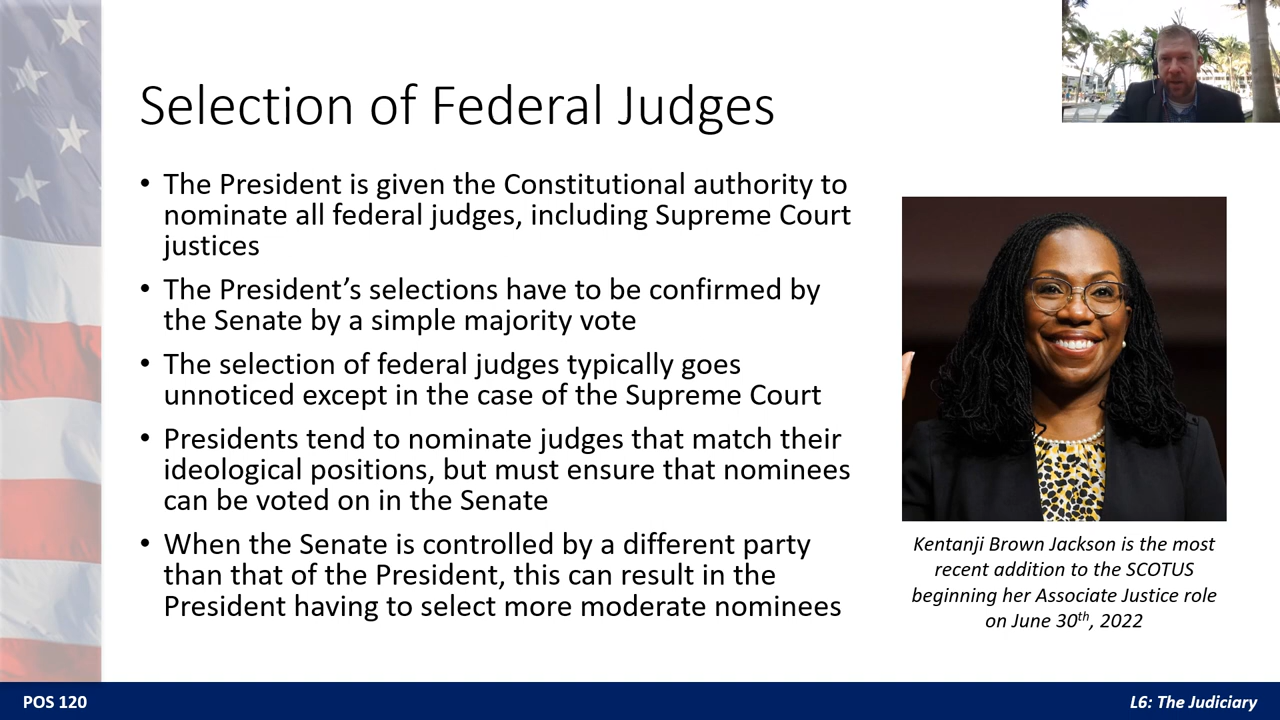 Selection of Federal Judges
• The President is given the Constitutional authority to
nominate all federal judges, including Supreme Court
justices
• The President’s selections have to be confirmed by
the Senate by a simple majority vote
• The selection of federal judges typically goes
unnoticed except in the case of the Supreme Court
• Presidents tend to nominate judges that match their
ideological positions, but must ensure that nominees
can be voted on in the Senate
• When the Senate is controlled by a different party
than that of the President, this can result in the
President having to select more moderate nominees
Kentanji Brown Jackson is the most
recent addition to the SCOTUS
beginning her Associate Justice role
on June 30th, 2022
POS 120
L6: The Judiciary